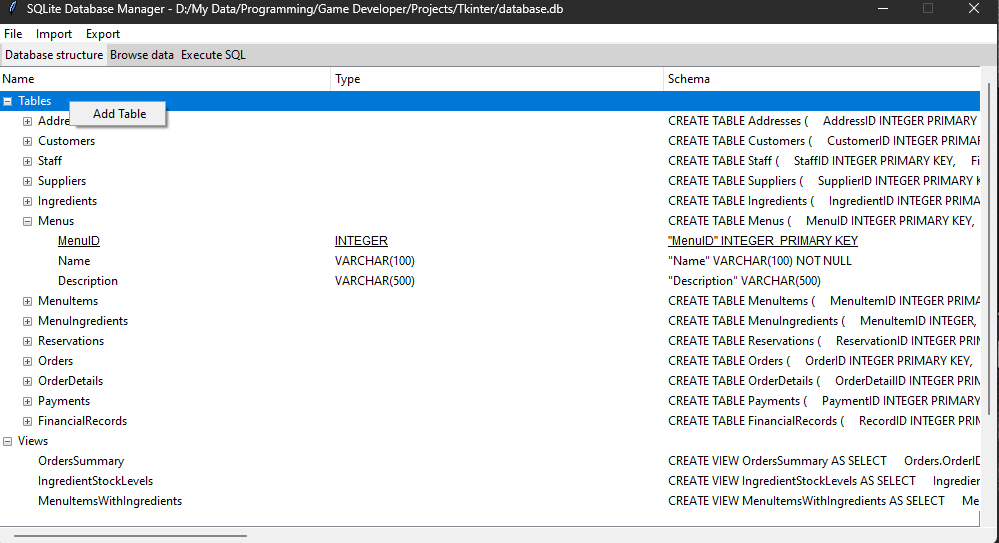 SQLite Database Manager - D:/My Data/Programming/Game Developer/Projects/Tkinter/database.db
File Import Export
Database structure Browse data Execute SQL
Name Type Schema
Tables
Add Table
CREATE TABLE Addresses ( AddressID INTEGER PRIMARY
Customers CREATE TABLE Customers ( CustomerID INTEGER PRIMAR
Staff CREATE TABLE Staff ( StaffID INTEGER PRIMARY KEY, Fi
Suppliers CREATE TABLE Suppliers ( SupplierID INTEGER PRIMARY K
Ingredients CREATE TABLE Ingredients ( IngredientID INTEGER PRIMAR
Menus CREATE TABLE Menus ( MenuID INTEGER PRIMARY KEY,
MenuID INTEGER "MenuID" INTEGER PRIMARY KEY
Name VARCHAR(100) "Name" VARCHAR(100) NOT NULL
Description VARCHAR(500) "Description" VARCHAR(500)
MenuItems CREATE TABLE MenuItems ( MenuItemID INTEGER PRIMA
MenuIngredients CREATE TABLE MenuIngredients ( MenuItemID INTEGER,
Reservations CREATE TABLE Reservations ( ReservationID INTEGER PRI
Orders CREATE TABLE Orders ( OrderID INTEGER PRIMARY KEY,
OrderDetails CREATE TABLE OrderDetails ( OrderDetailID INTEGER PRIM
Payments CREATE TABLE Payments ( PaymentID INTEGER PRIMARY
FinancialRecords CREATE TABLE FinancialRecords ( RecordID INTEGER PRIM
Views
OrdersSummary CREATE VIEW OrdersSummary AS SELECT Orders.OrderID
IngredientStockLevels CREATE VIEW IngredientStockLevels AS SELECT Ingredien
MenuItemsWithIngredients CREATE VIEW MenuItemsWithIngredients AS SELECT Me